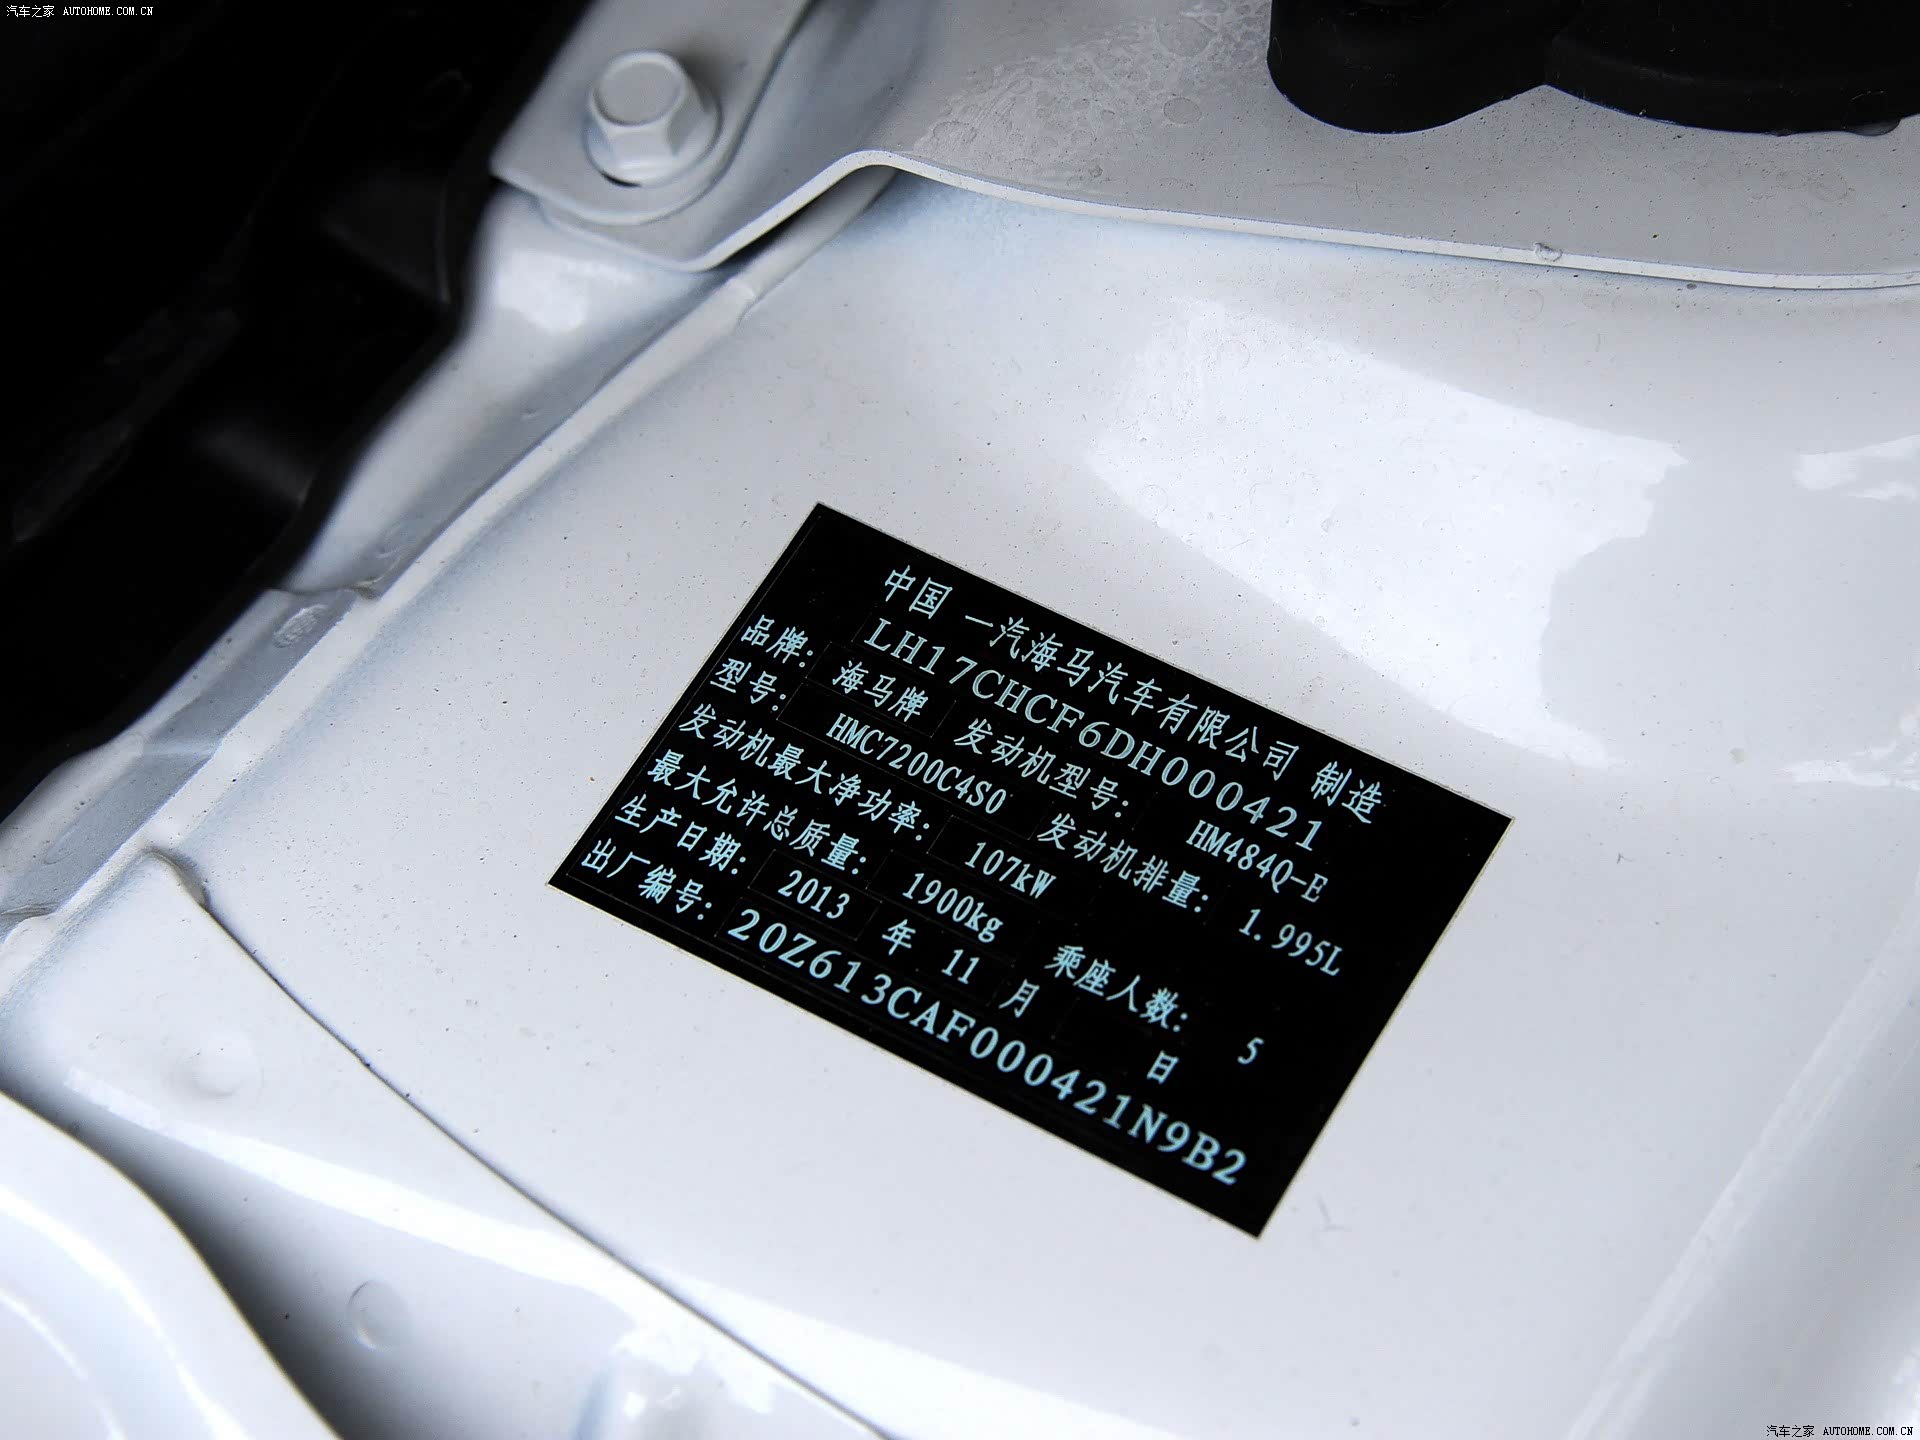 汽车之家 AUTOHOME.COM.CN
中国 一汽海马汽车有限公司 制造
LH17CHCF6DH000421
品牌: 海马牌 发动机型号: HM484Q-E
型号: HMC7200C4S0 发动机排量: 1.995L
发动机最大净功率: 107kW
最大允许总质量: 1900kg 乘座人数: 5
生产日期: 2013 年 11 月 日
出厂编号: 20Z613CAF000421N9B2
汽车之家 AUTOHOME.COM.CN